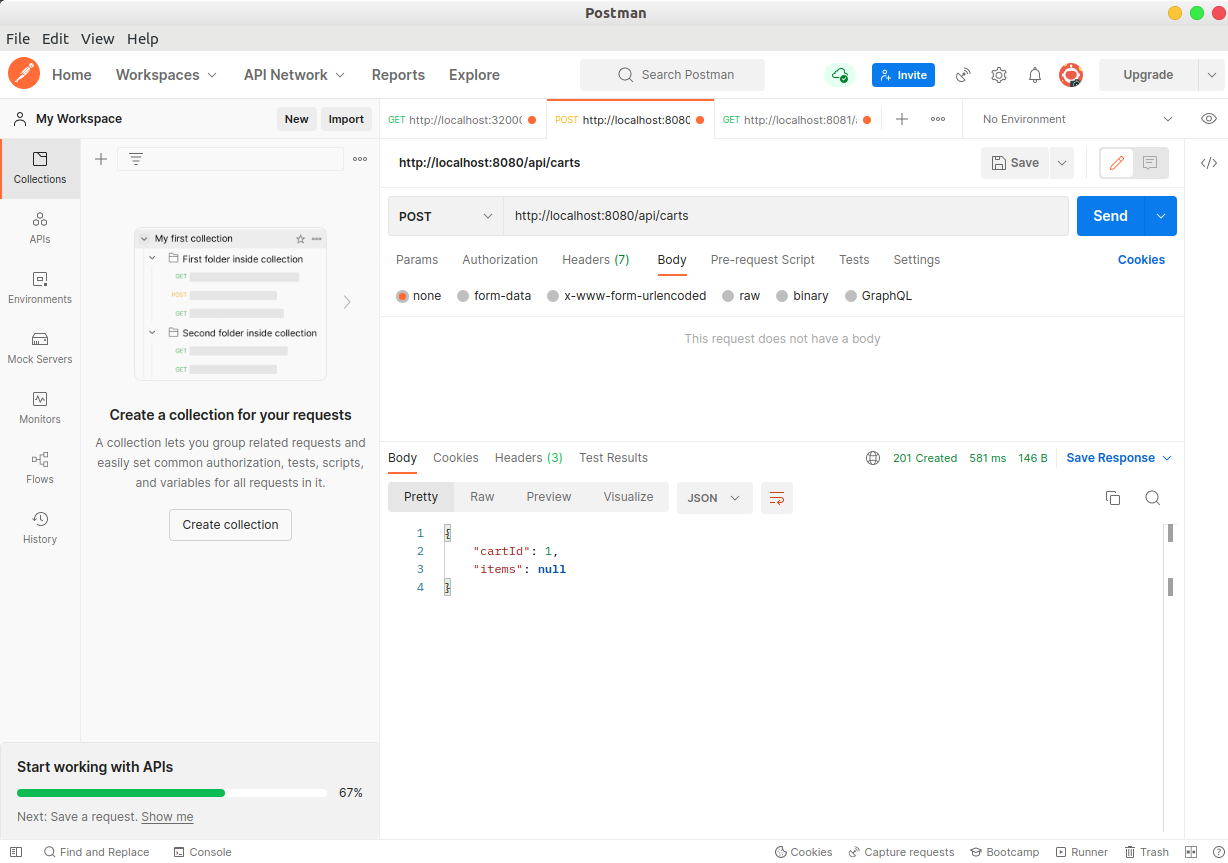 Postman
File Edit View Help
Home Workspaces API Network Reports Explore Search Postman Invite Upgrade
My Workspace New Import GET http://localhost:3200 POST http://localhost:8080 GET http://localhost:8081/ No Environment
Collections
APIs
Environments
Mock Servers
Monitors
Flows
History
My first collection
First folder inside collection
GET
POST
GET
Second folder inside collection
GET
GET
Create a collection for your requests
A collection lets you group related requests and
easily set common authorization, tests, scripts,
and variables for all requests in it.
Create collection
Start working with APIs
67%
Next: Save a request. Show me
http://localhost:8080/api/carts Save
POST http://localhost:8080/api/carts Send
Params Authorization Headers (7) Body Pre-request Script Tests Settings Cookies
none form-data x-www-form-urlencoded raw binary GraphQL
This request does not have a body
Body Cookies Headers (3) Test Results 201 Created 581 ms 146 B Save Response
Pretty Raw Preview Visualize JSON
1 {
2 "cartId": 1,
3 "items": null
4 }
Find and Replace Console Cookies Capture requests Bootcamp Runner Trash